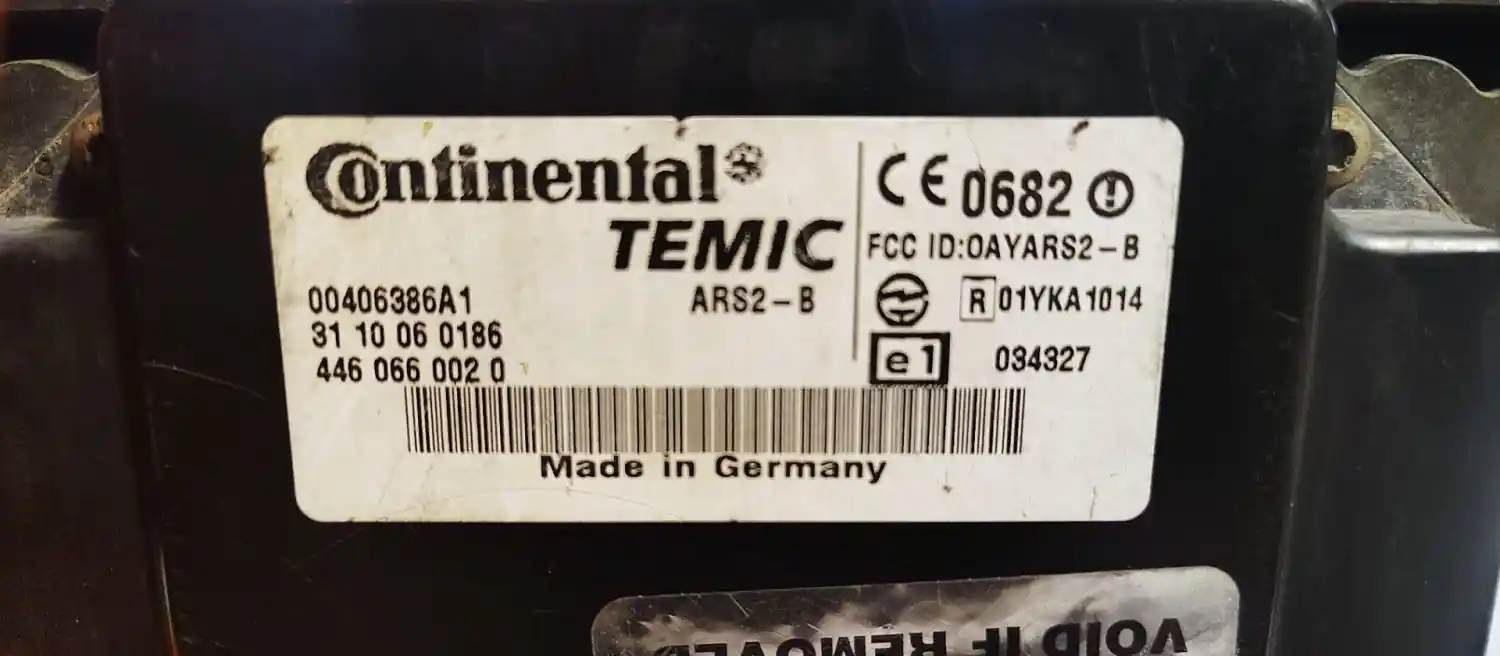 Continental
TEMIC
ARS2-B
00406386A1
31 10 06 0186
446 066 002 0
CE 0682
FCC ID:OAYARS2-B
R 01YKA1014
e1 034327
Made in Germany
VOID IF REMOVED